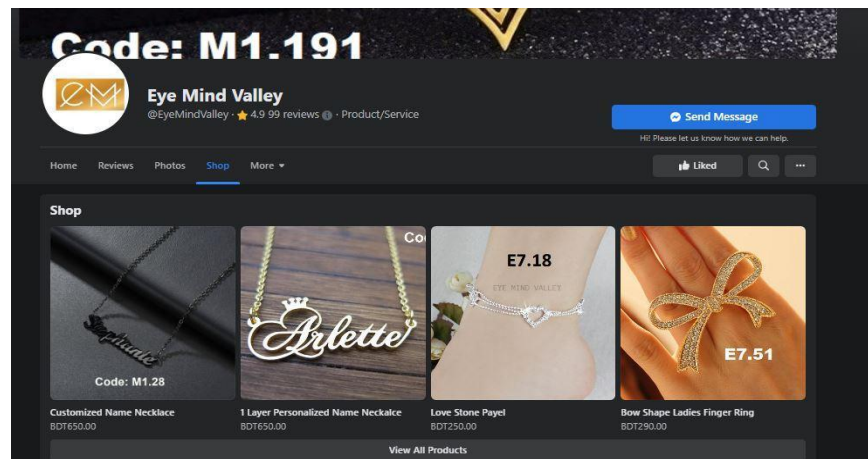 Code: M1.191
EM
Eye Mind Valley
@EyeMindValley · 4.9 99 reviews · Product/Service
Send Message
Hi! Please let us know how we can help.
Home Reviews Photos Shop More
Liked
Shop
Stephanie
Code: M1.28
Co
Arlette
E7.18
EYE MIND VALLEY
E7.51
Customized Name Necklace
BDT650.00
1 Layer Personalized Name Neckalce
BDT650.00
Love Stone Payel
BDT250.00
Bow Shape Ladies Finger Ring
BDT290.00
View All Products